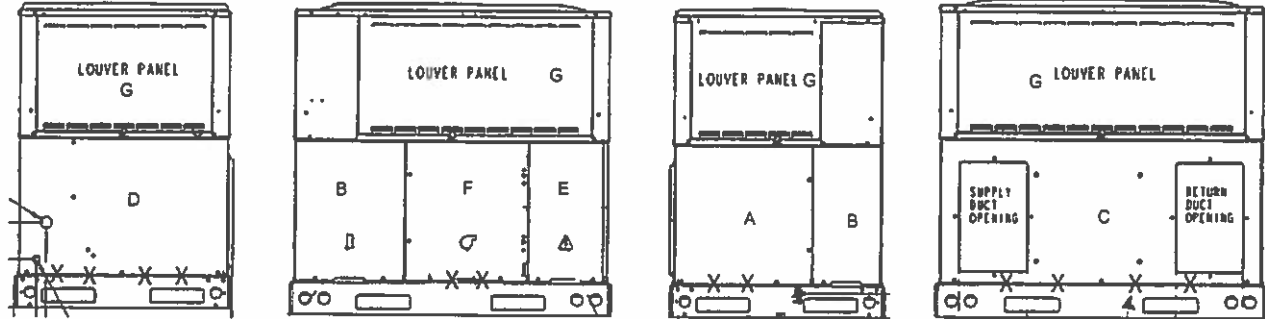 LOUVER PANEL
G
D
LOUVER PANEL G
B
F
E
LOUVER PANEL G
A
B
G LOUVER PANEL
SUPPLY
DUCT
OPENING
C
RETURN
DUCT
OPENING